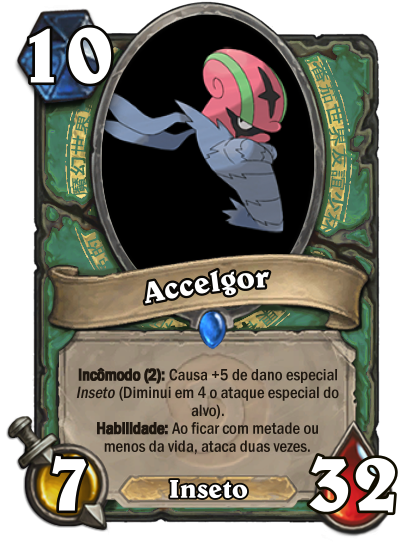 10
Accelgor
Incômodo (2): Causa +5 de dano especial
Inseto (Diminui em 4 o ataque especial do
alvo).
Habilidade: Ao ficar com metade ou
menos da vida, ataca duas vezes.
7
Inseto
32